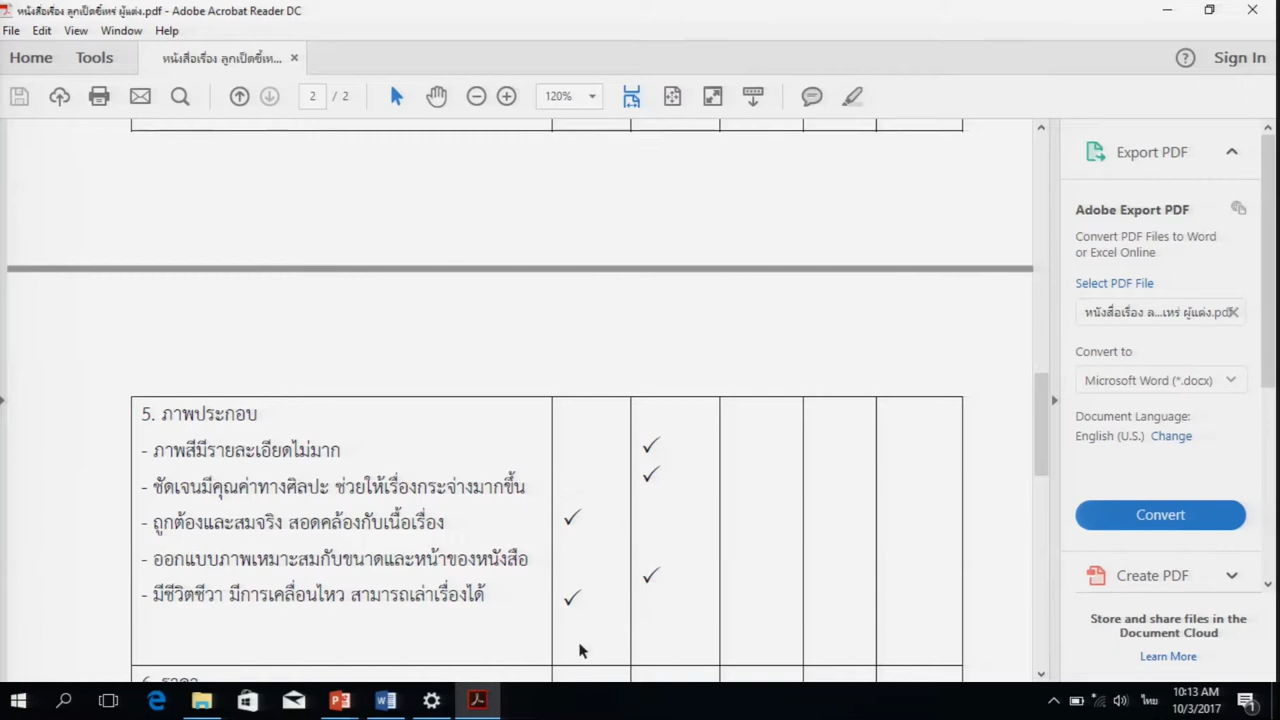 หนังสือเรื่อง ลูกเป็ดขี้เหร่ ผู้แต่ง.pdf - Adobe Acrobat Reader DC
File Edit View Window Help
Home Tools หนังสือเรื่อง ลูกเป็ดขี้เห... × Sign In
2 / 2 120%
Export PDF
Adobe Export PDF
Convert PDF Files to Word
or Excel Online
Select PDF File
หนังสือเรื่อง ล...เหร่ ผู้แต่ง.pdf
Convert to
Microsoft Word (*.docx)
Document Language:
English (U.S.) Change
Convert
Create PDF
Store and share files in the
Document Cloud
Learn More
5. ภาพประกอบ
- ภาพสีมีรายละเอียดไม่มาก
- ชัดเจนมีคุณค่าทางศิลปะ ช่วยให้เรื่องกระจ่างมากขึ้น
- ถูกต้องและสมจริง สอดคล้องกับเนื้อเรื่อง
- ออกแบบภาพเหมาะสมกับขนาดและหน้าของหนังสือ
- มีชีวิตชีวา มีการเคลื่อนไหว สามารถเล่าเรื่องได้
6. ราคา
ไทย 10:13 AM
10/3/2017 1